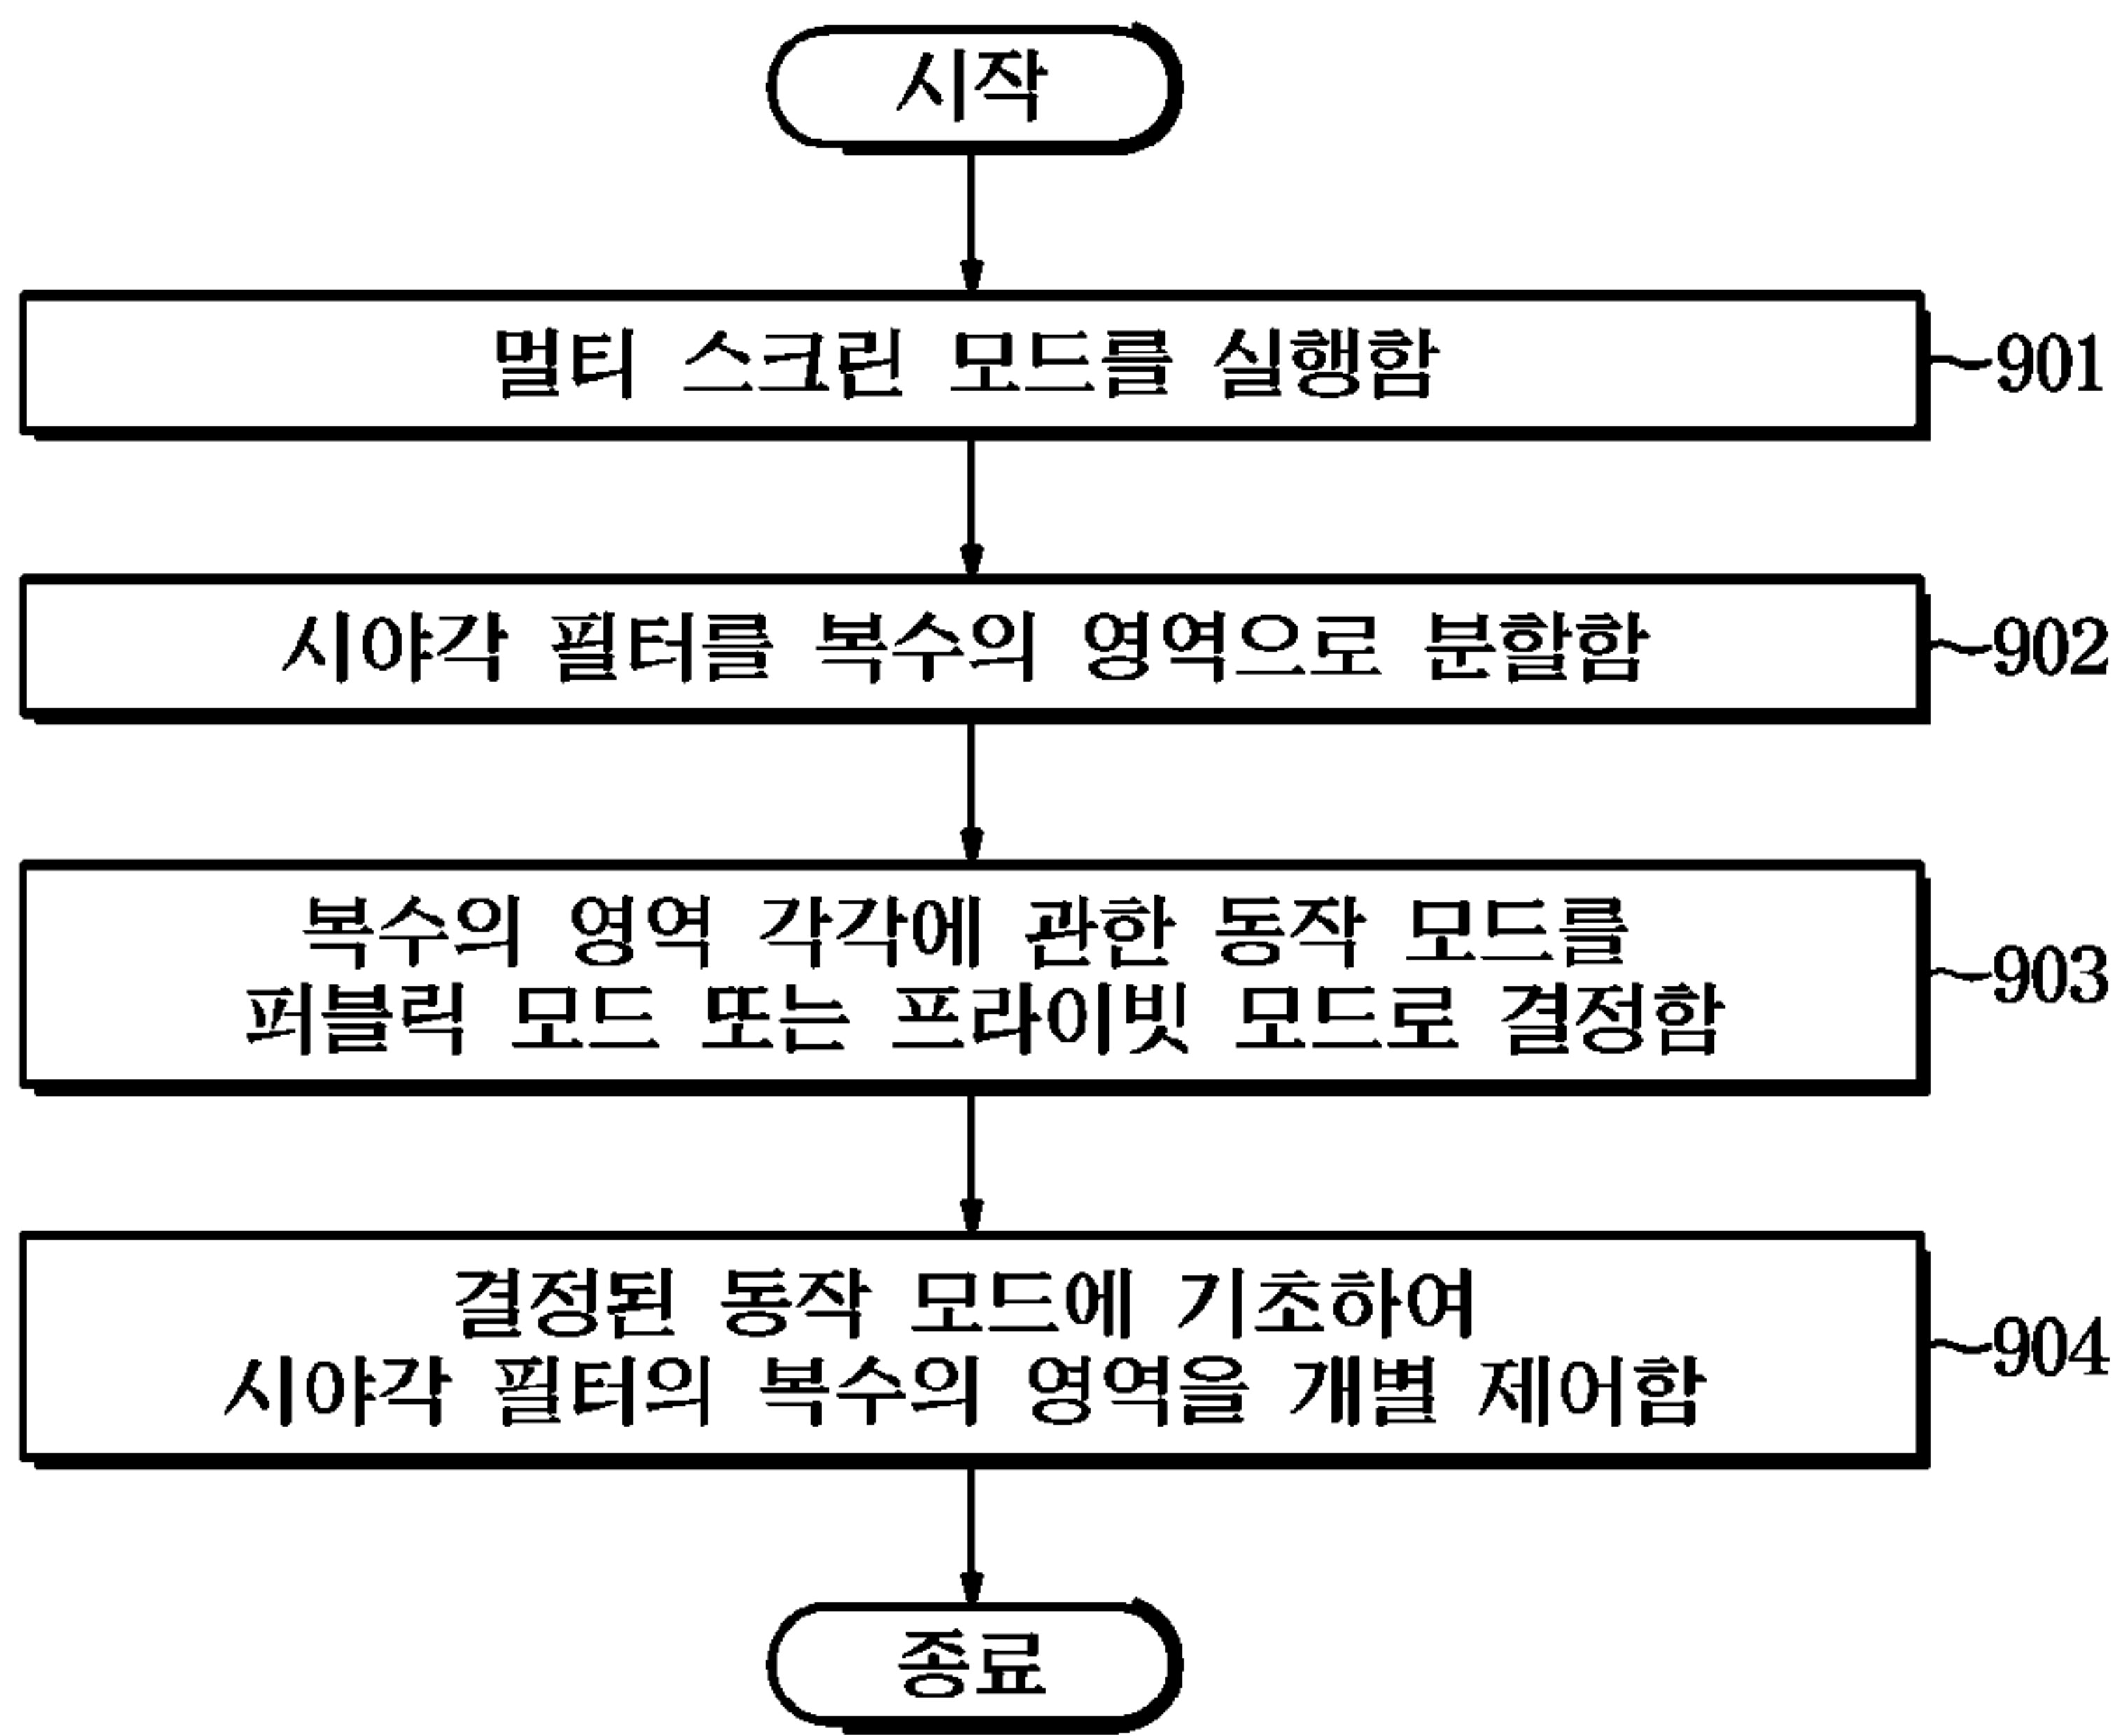 시작
멀티 스크린 모드를 실행함
901
시야각 필터를 복수의 영역으로 분할함
902
복수의 영역 각각에 관한 동작 모드를
퍼블릭 모드 또는 프라이빗 모드로 결정함
903
결정된 동작 모드에 기초하여
시야각 필터의 복수의 영역을 개별 제어함
904
종료